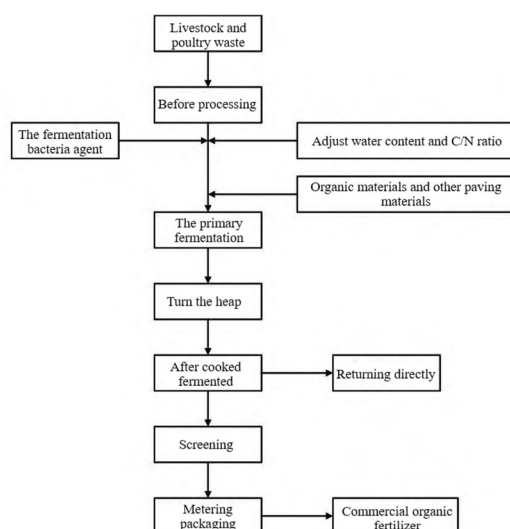 Livestock and
poultry waste
Before processing
The fermentation
bacteria agent
Adjust water content and C/N ratio
Organic materials and other paving
materials
The primary
fermentation
Turn the heap
After cooked
fermented
Returning directly
Screening
Metering
packaging
Commercial organic
fertilizer